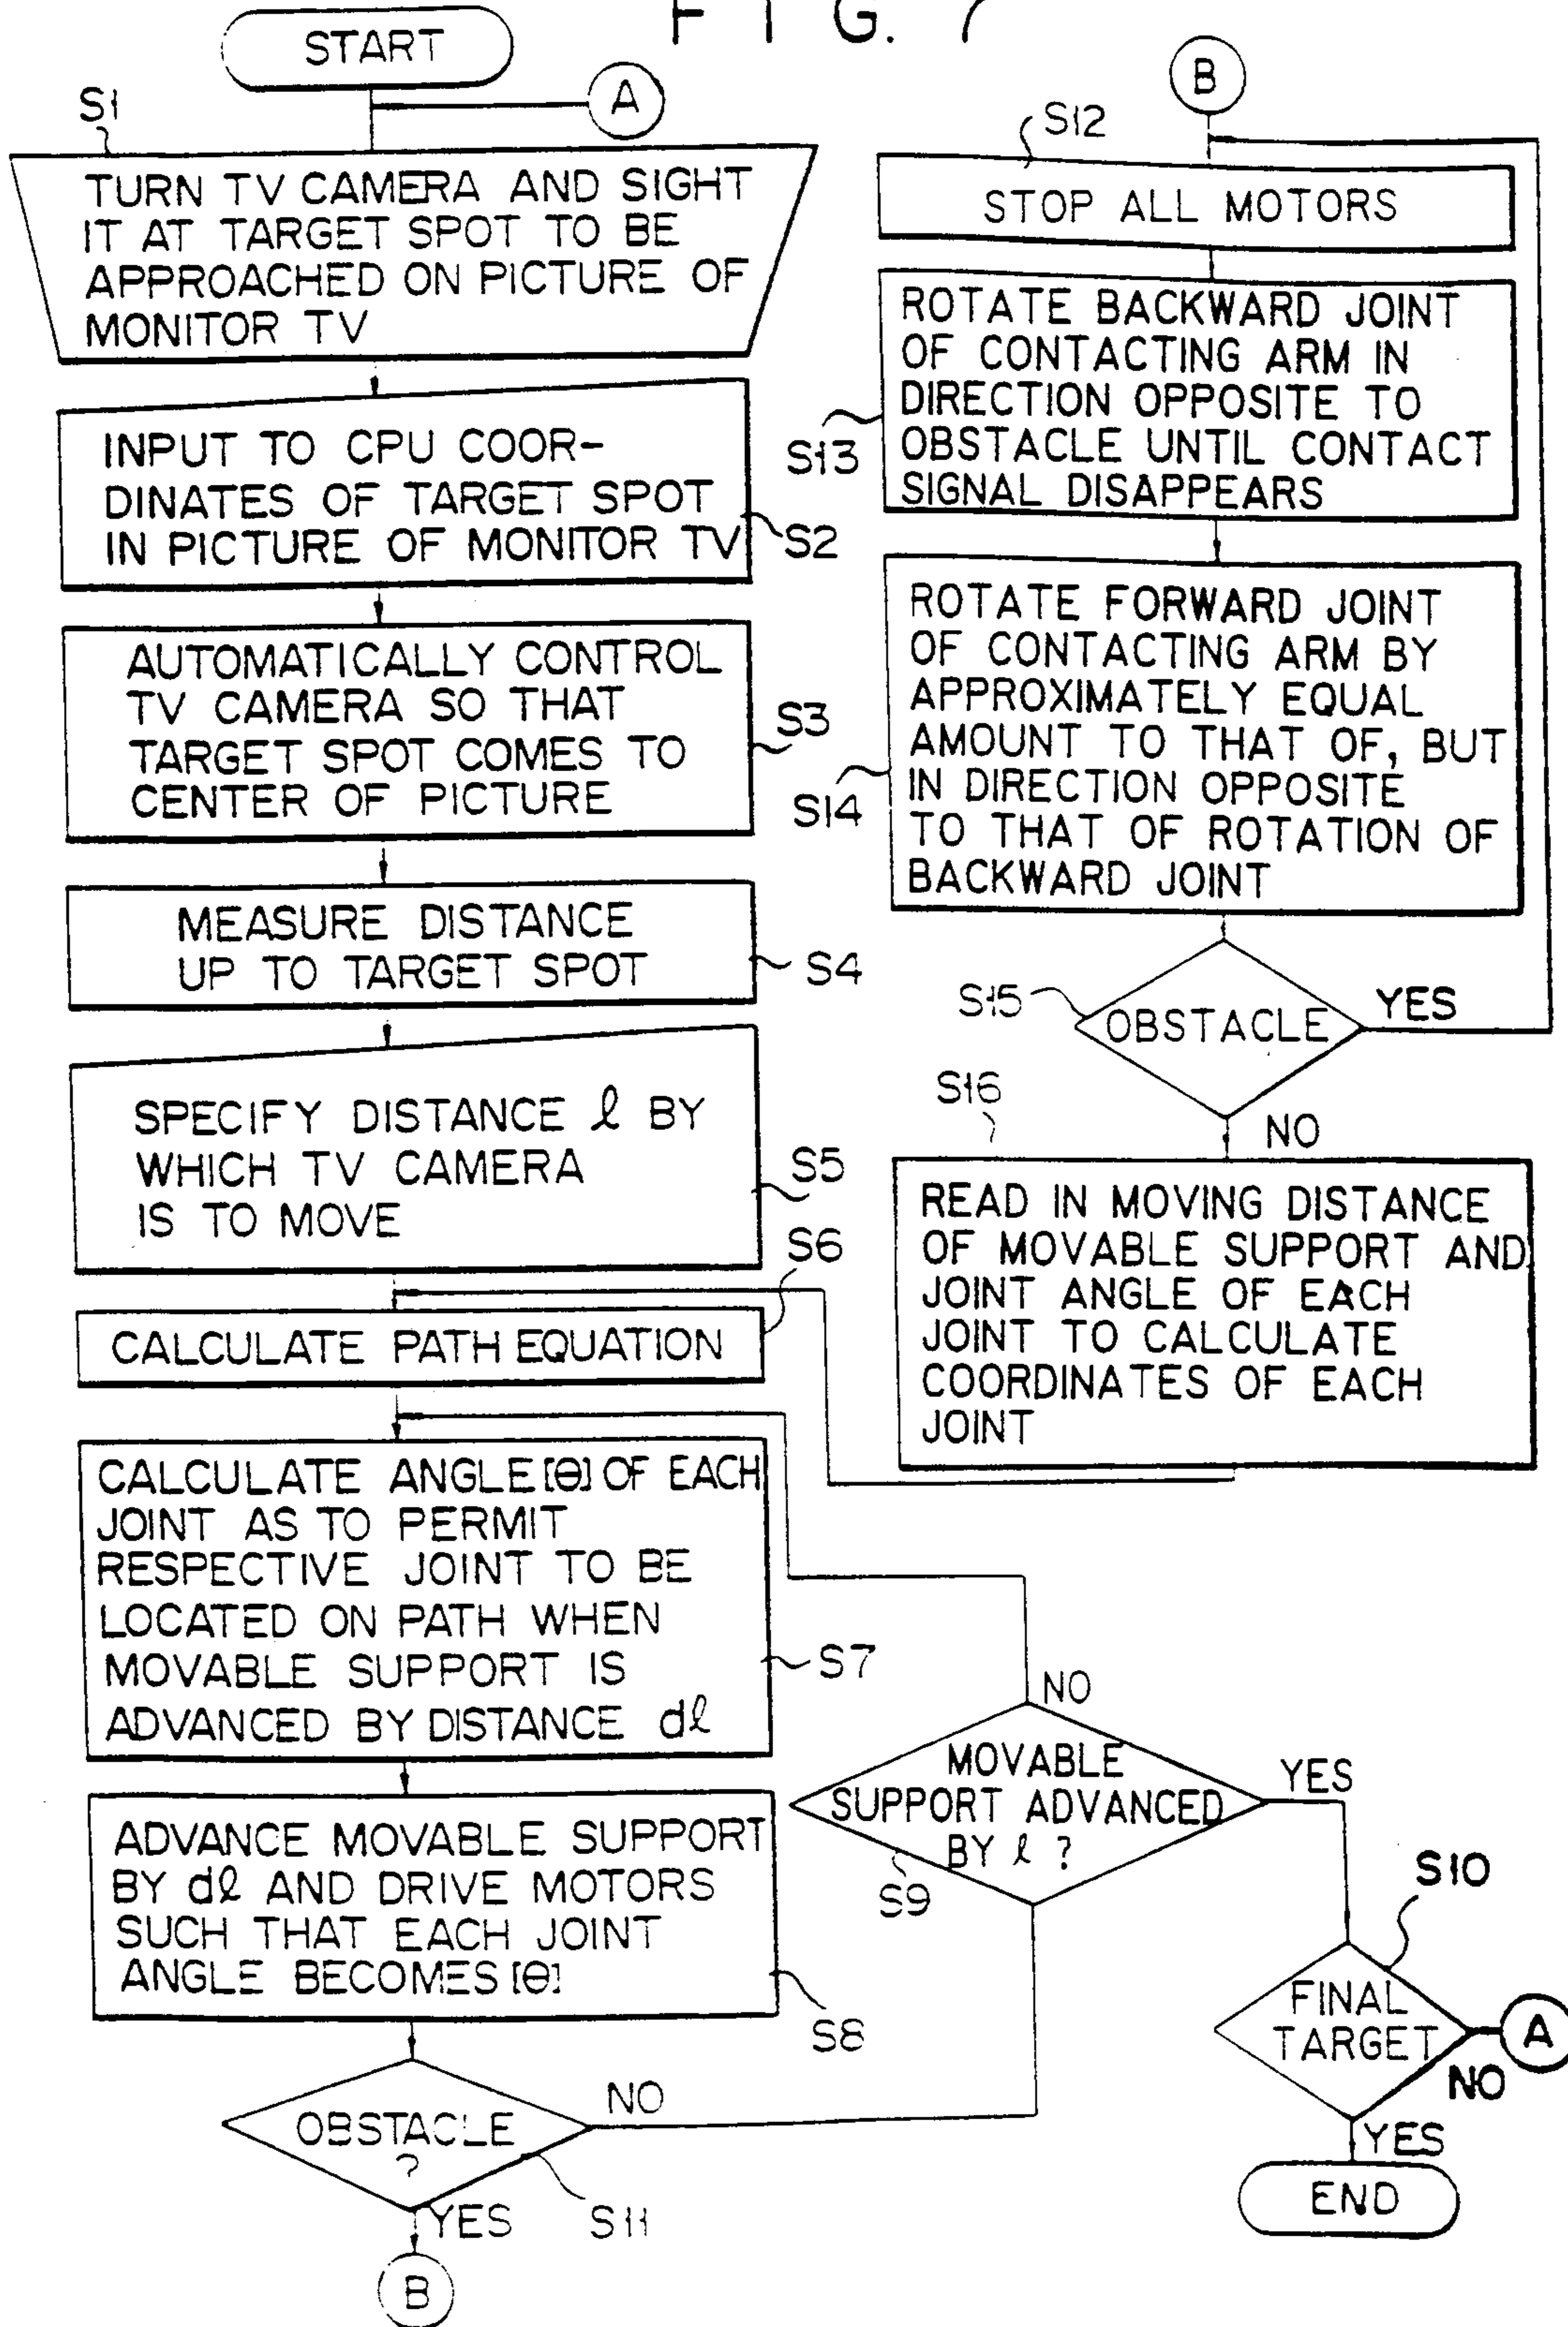 FIG. 7
START
A
S1
TURN TV CAMERA AND SIGHT
IT AT TARGET SPOT TO BE
APPROACHED ON PICTURE OF
MONITOR TV
INPUT TO CPU COOR-
DINATES OF TARGET SPOT
IN PICTURE OF MONITOR TV
S2
AUTOMATICALLY CONTROL
TV CAMERA SO THAT
TARGET SPOT COMES TO
CENTER OF PICTURE
S3
MEASURE DISTANCE
UP TO TARGET SPOT
S4
SPECIFY DISTANCE ℓ BY
WHICH TV CAMERA
IS TO MOVE
S5
S6
CALCULATE PATH EQUATION
CALCULATE ANGLE [θ] OF EACH
JOINT AS TO PERMIT
RESPECTIVE JOINT TO BE
LOCATED ON PATH WHEN
MOVABLE SUPPORT IS
ADVANCED BY DISTANCE dℓ
S7
ADVANCE MOVABLE SUPPORT
BY dℓ AND DRIVE MOTORS
SUCH THAT EACH JOINT
ANGLE BECOMES [θ]
S8
OBSTACLE
?
NO
YES
S11
B
B
S12
STOP ALL MOTORS
ROTATE BACKWARD JOINT
OF CONTACTING ARM IN
DIRECTION OPPOSITE TO
OBSTACLE UNTIL CONTACT
SIGNAL DISAPPEARS
S13
ROTATE FORWARD JOINT
OF CONTACTING ARM BY
APPROXIMATELY EQUAL
AMOUNT TO THAT OF, BUT
IN DIRECTION OPPOSITE
TO THAT OF ROTATION OF
BACKWARD JOINT
S14
S15
OBSTACLE
YES
NO
S16
READ IN MOVING DISTANCE
OF MOVABLE SUPPORT AND
JOINT ANGLE OF EACH
JOINT TO CALCULATE
COORDINATES OF EACH
JOINT
NO
MOVABLE
SUPPORT ADVANCED
BY ℓ ?
YES
S9
S10
FINAL
TARGET
A
NO
YES
END